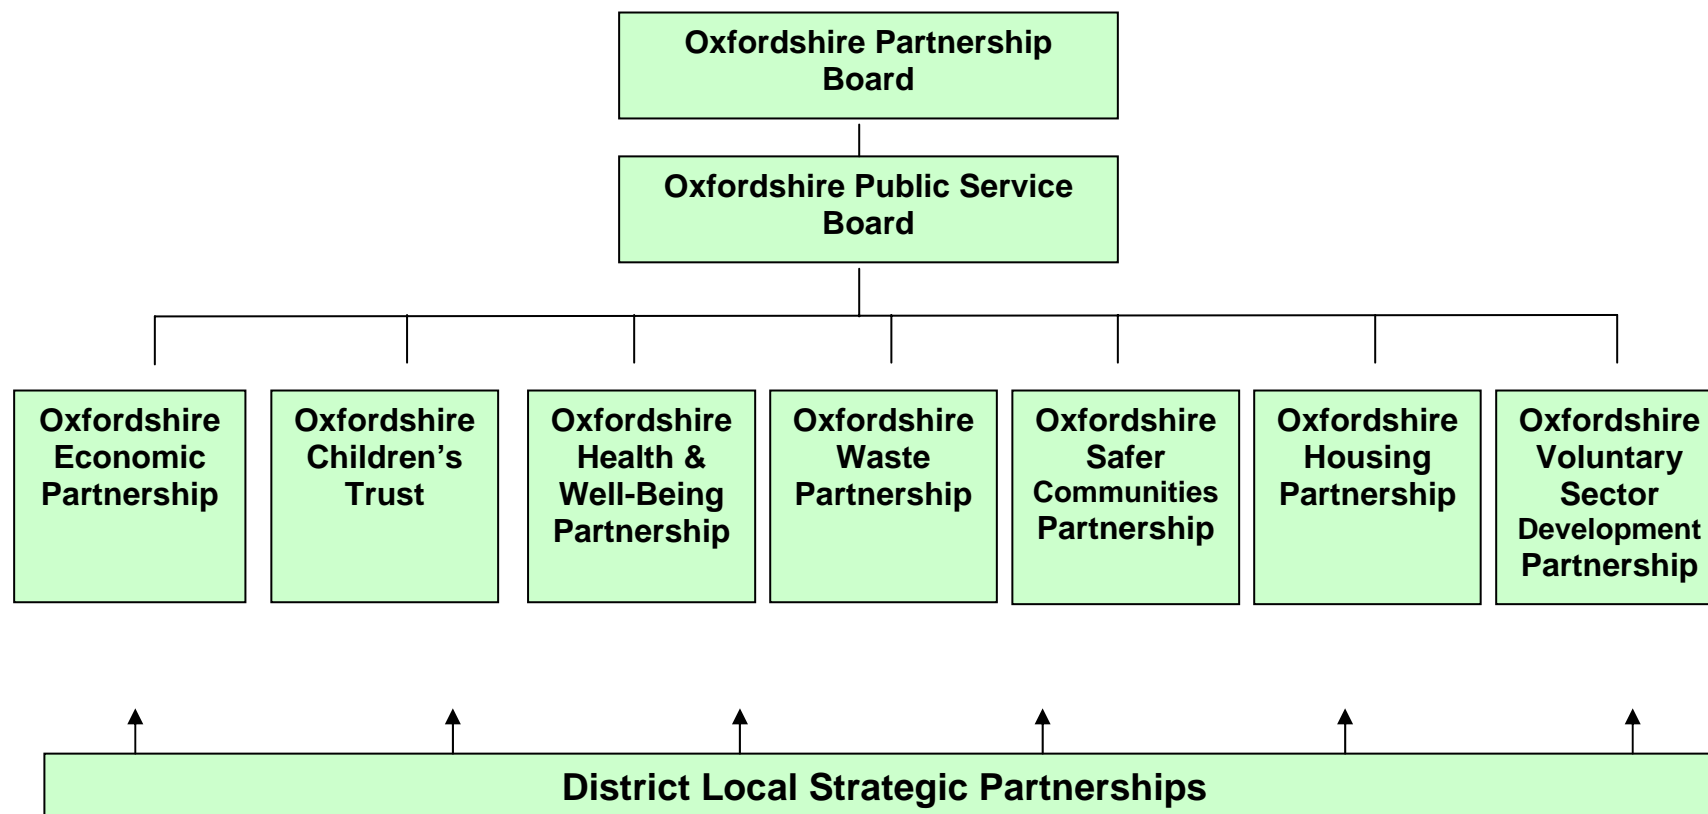 Oxfordshire Partnership
Board
Oxfordshire Public Service
Board
Oxfordshire
Economic
Partnership
Oxfordshire
Children’s
Trust
Oxfordshire
Health &
Well-Being
Partnership
Oxfordshire
Waste
Partnership
Oxfordshire
Safer
Communities
Partnership
Oxfordshire
Housing
Partnership
Oxfordshire
Voluntary
Sector
Development
Partnership
District Local Strategic Partnerships